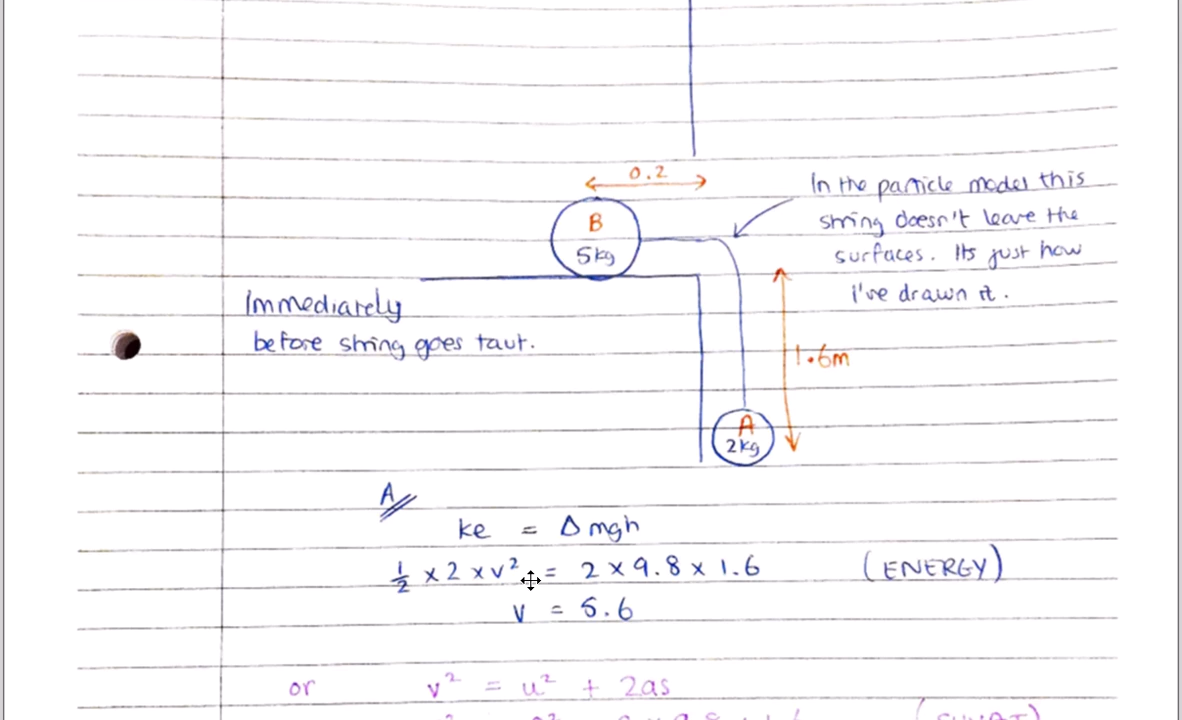 0.2
B
5kg
In the particle model this
string doesn't leave the
surfaces. Its just how
I've drawn it.
Immediately
before string goes taut.
1.6m
A
2kg
A
ke = Δmgh
½ × 2 × v² = 2 × 9.8 × 1.6 (ENERGY)
v = 5.6
or v² = u² + 2as